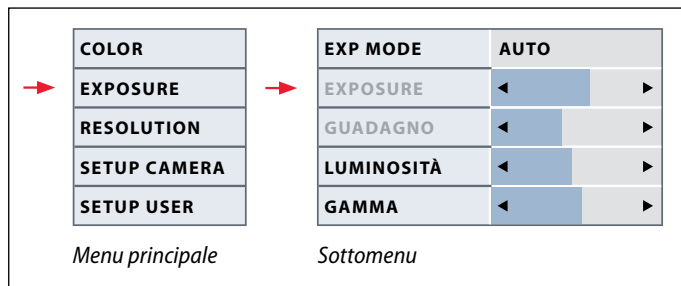 COLOR
EXPOSURE
RESOLUTION
SETUP CAMERA
SETUP USER
Menu principale
EXP MODE AUTO
EXPOSURE
GUADAGNO
LUMINOSITÀ
GAMMA
Sottomenu